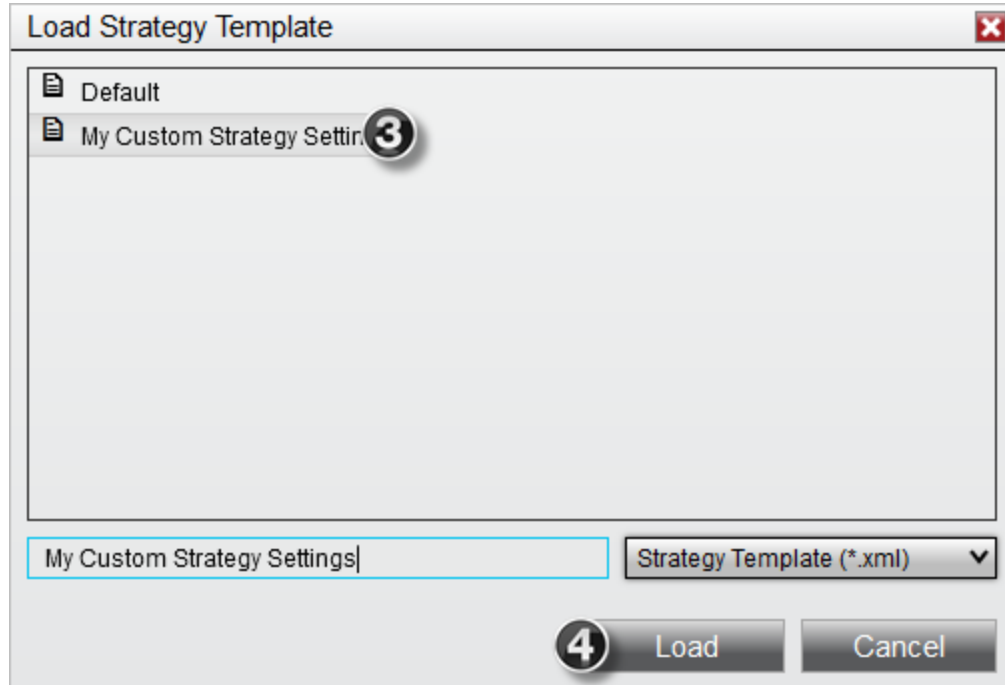 Load Strategy Template
Default
My Custom Strategy Settin
3
My Custom Strategy Settings
Strategy Template (*.xml)
4
Load
Cancel